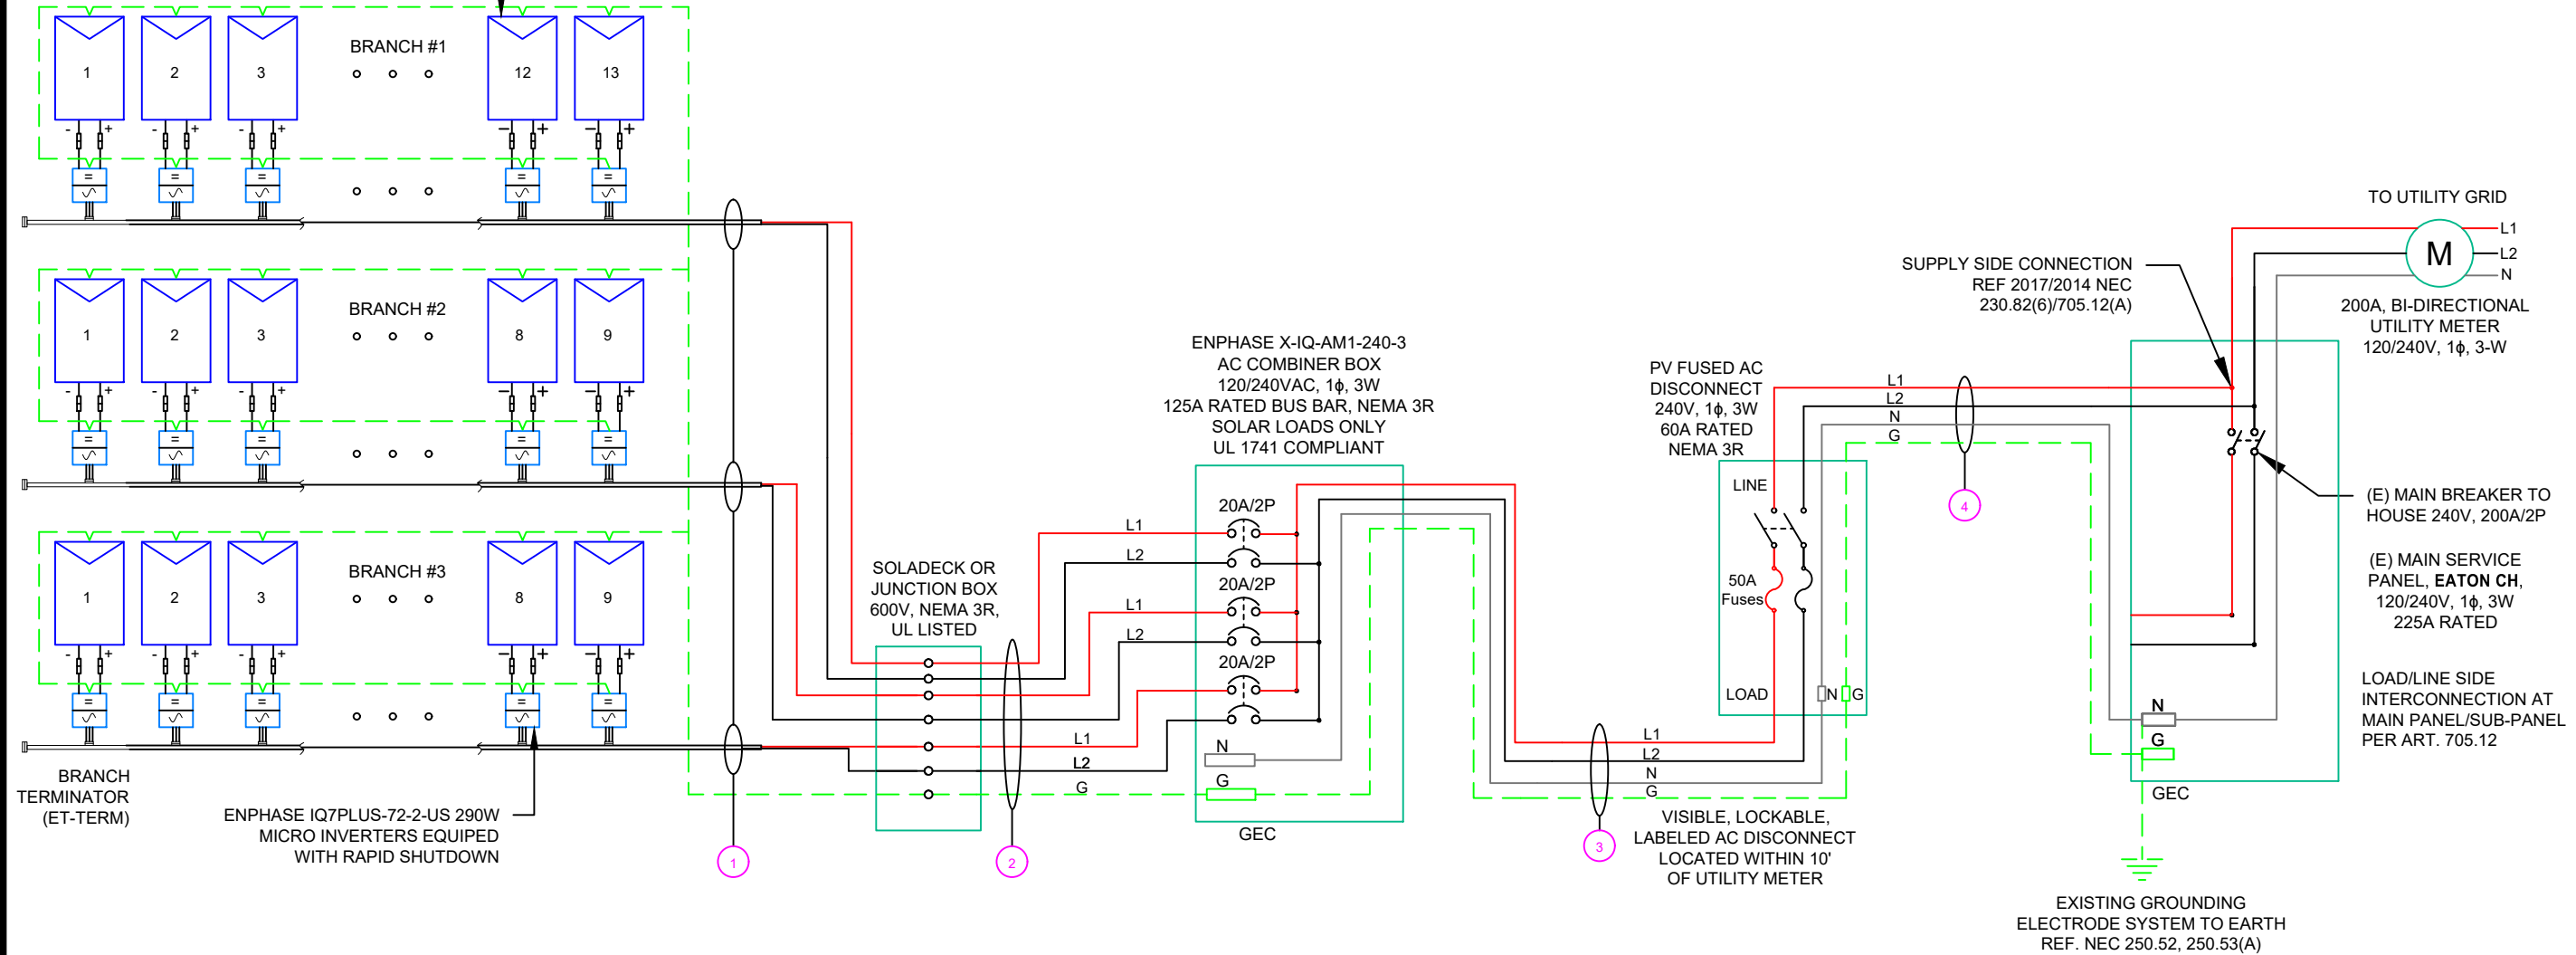 BRANCH #1
1
2
3
12
13
- +
- +
- +
- +
- +
BRANCH #2
1
2
3
8
9
- +
- +
- +
- +
- +
BRANCH #3
1
2
3
8
9
- +
- +
- +
- +
- +
BRANCH
TERMINATOR
(ET-TERM)
ENPHASE IQ7PLUS-72-2-US 290W
MICRO INVERTERS EQUIPED
WITH RAPID SHUTDOWN
1
SOLADECK OR
JUNCTION BOX
600V, NEMA 3R,
UL LISTED
2
L1
L2
L1
L2
L1
L2
G
ENPHASE X-IQ-AM1-240-3
AC COMBINER BOX
120/240VAC, 1ϕ, 3W
125A RATED BUS BAR, NEMA 3R
SOLAR LOADS ONLY
UL 1741 COMPLIANT
20A/2P
20A/2P
20A/2P
N
G
GEC
3
L1
L2
N
G
PV FUSED AC
DISCONNECT
240V, 1ϕ, 3W
60A RATED
NEMA 3R
LINE
50A
Fuses
LOAD
N G
VISIBLE, LOCKABLE,
LABELED AC DISCONNECT
LOCATED WITHIN 10'
OF UTILITY METER
L1
L2
N
G
4
SUPPLY SIDE CONNECTION
REF 2017/2014 NEC
230.82(6)/705.12(A)
TO UTILITY GRID
M
L1
L2
N
200A, BI-DIRECTIONAL
UTILITY METER
120/240V, 1ϕ, 3-W
(E) MAIN BREAKER TO
HOUSE 240V, 200A/2P
(E) MAIN SERVICE
PANEL, EATON CH,
120/240V, 1ϕ, 3W
225A RATED
LOAD/LINE SIDE
INTERCONNECTION AT
MAIN PANEL/SUB-PANEL
PER ART. 705.12
N
G
GEC
EXISTING GROUNDING
ELECTRODE SYSTEM TO EARTH
REF. NEC 250.52, 250.53(A)